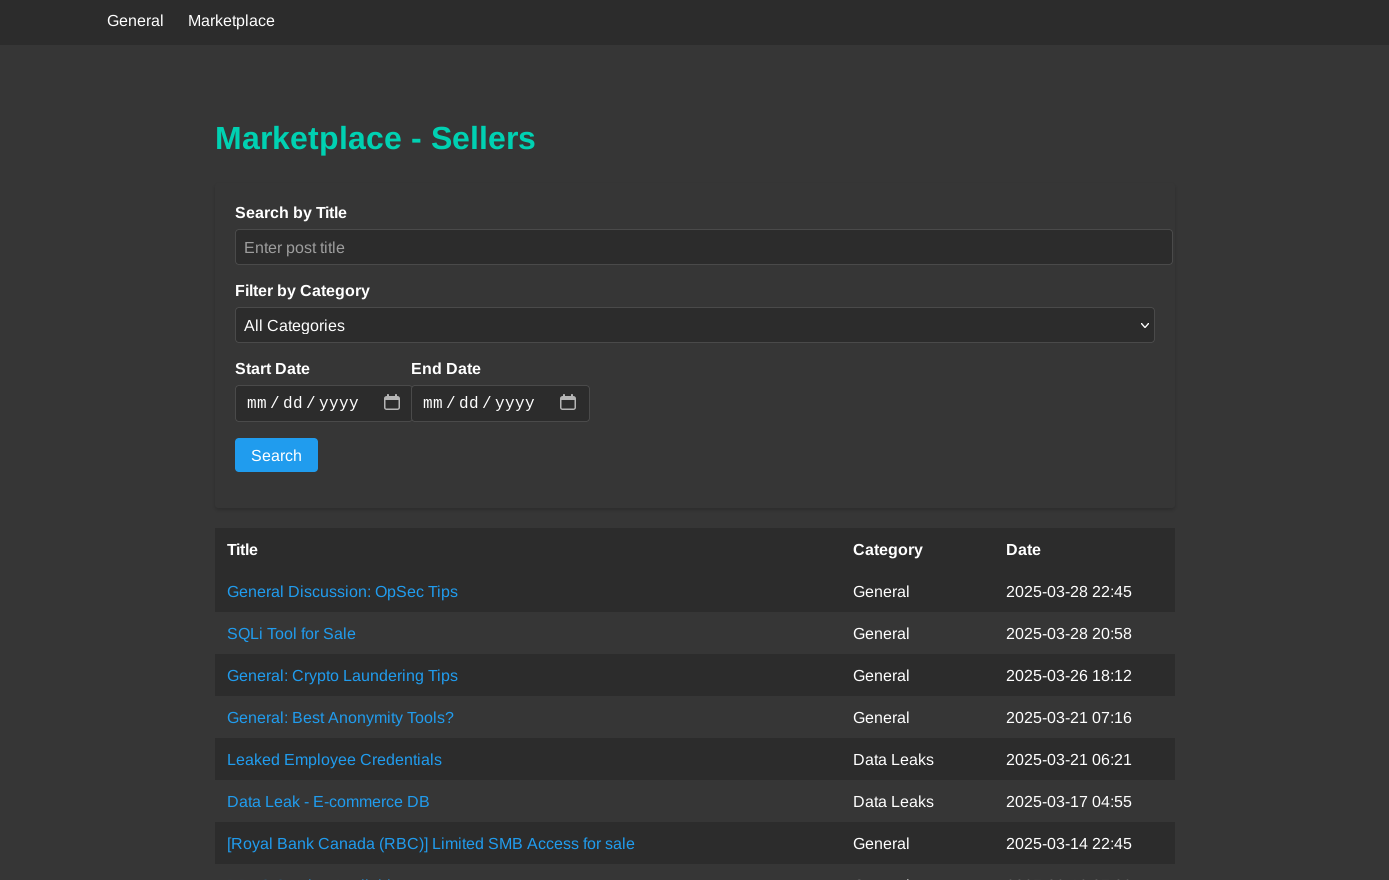 General Marketplace
Marketplace - Sellers
Search by Title
Enter post title
Filter by Category
All Categories
Start Date End Date
mm/dd/yyyy mm/dd/yyyy
Search
Title Category Date
General Discussion: OpSec Tips General 2025-03-28 22:45
SQLi Tool for Sale General 2025-03-28 20:58
General: Crypto Laundering Tips General 2025-03-26 18:12
General: Best Anonymity Tools? General 2025-03-21 07:16
Leaked Employee Credentials Data Leaks 2025-03-21 06:21
Data Leak - E-commerce DB Data Leaks 2025-03-17 04:55
[Royal Bank Canada (RBC)] Limited SMB Access for sale General 2025-03-14 22:45